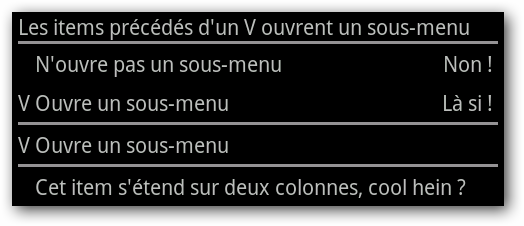 Les items précédés d'un V ouvrent un sous-menu
N'ouvre pas un sous-menu Non !
V Ouvre un sous-menu Là si !
V Ouvre un sous-menu
Cet item s'étend sur deux colonnes, cool hein ?